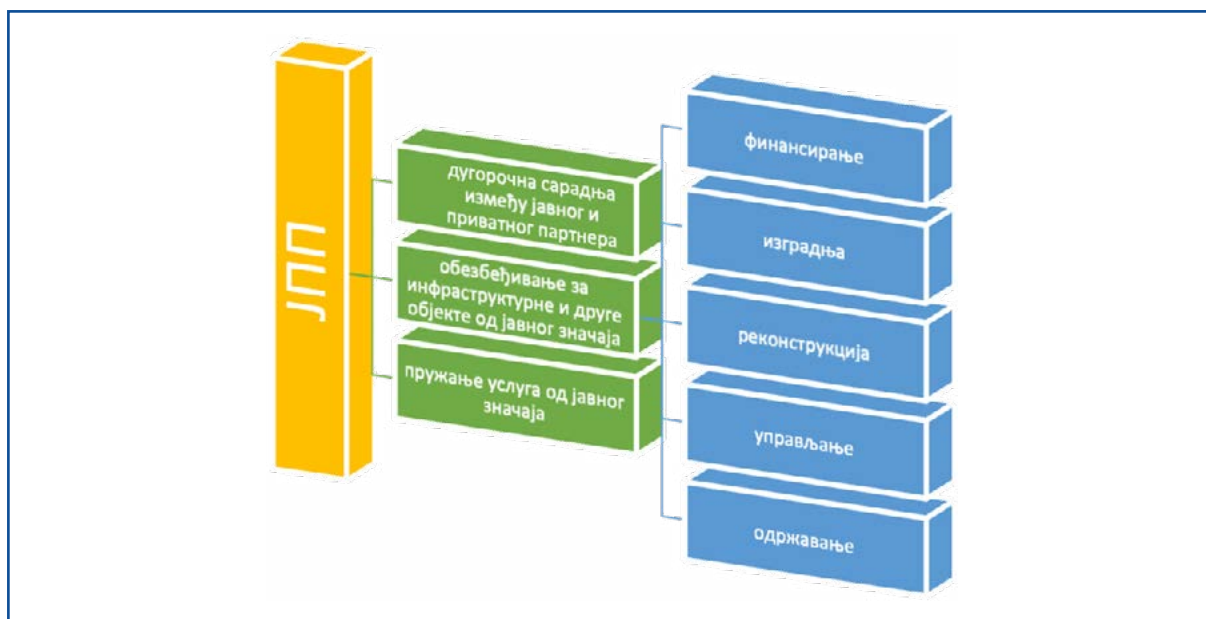 ЈПП
дугорочна сарадња
између јавног и
приватног партнера
обезбеђивање за
инфраструктурне и друге
објекте од јавног значаја
пружање услуга од јавног
значаја
финансирање
изградња
реконструкција
управљање
одржавање